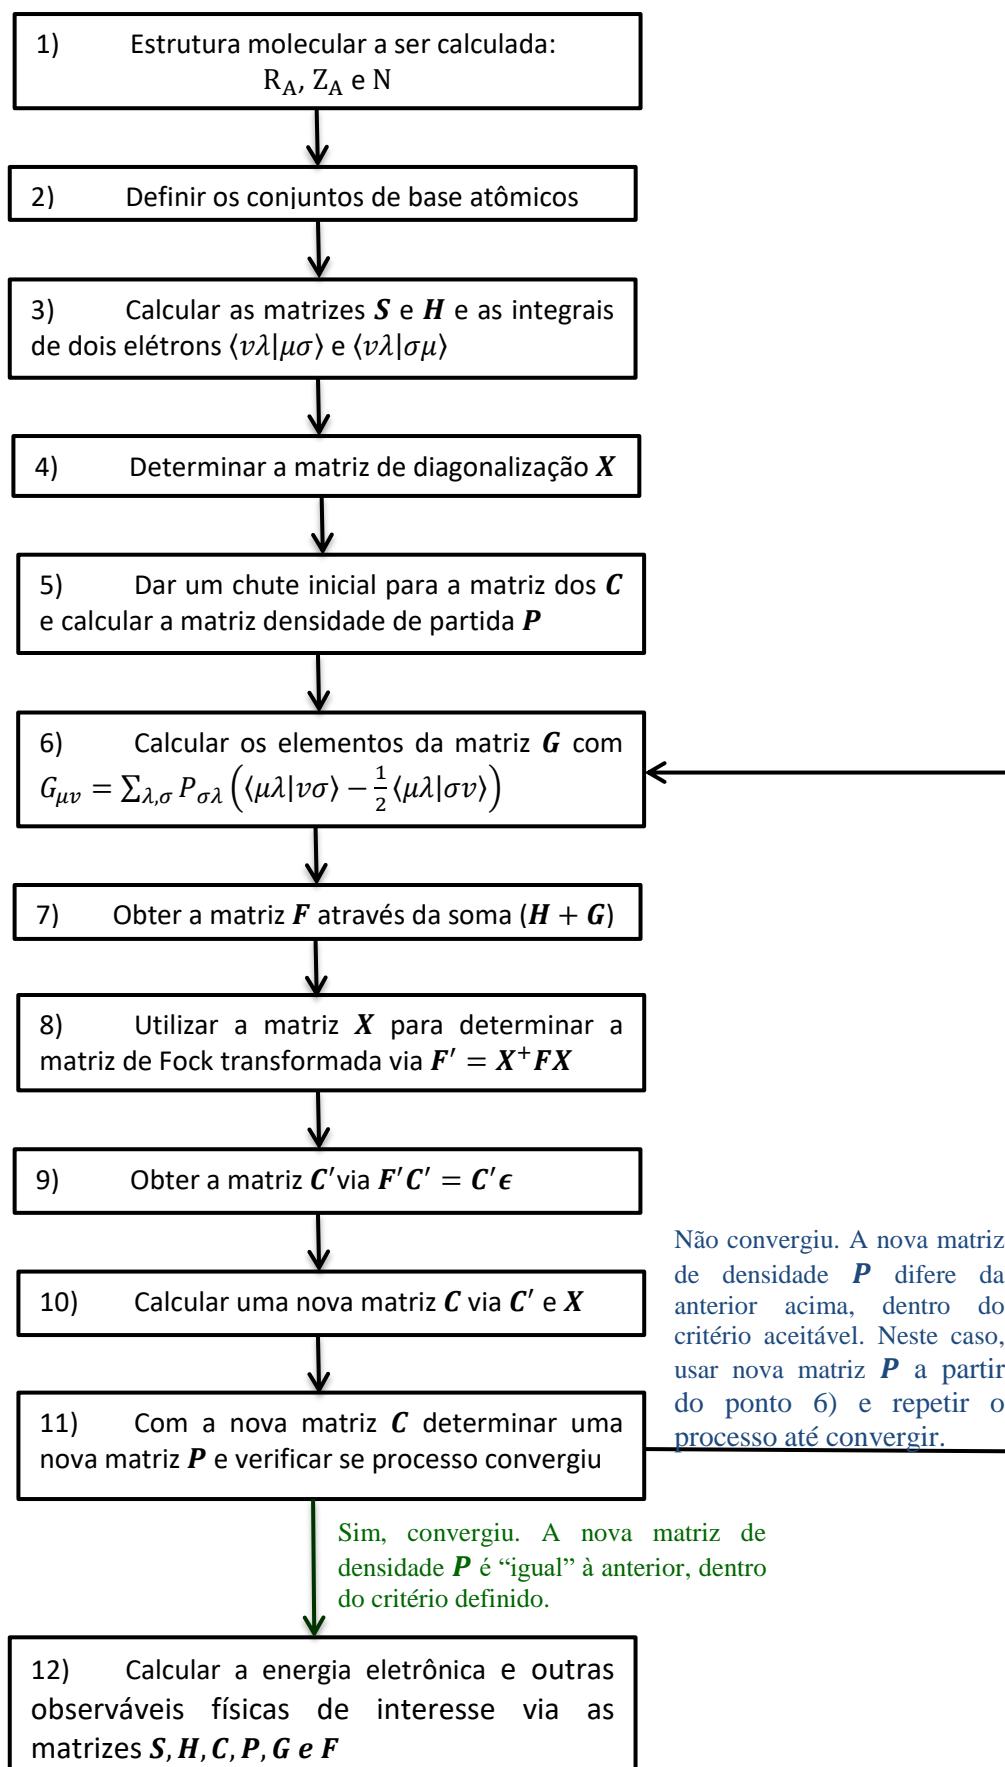 1) Estrutura molecular a ser calculada:
R_A, Z_A e N
2) Definir os conjuntos de base atômicos
3) Calcular as matrizes S e H e as integrais
de dois elétrons ⟨vλ|μσ⟩ e ⟨vλ|σμ⟩
4) Determinar a matriz de diagonalização X
5) Dar um chute inicial para a matriz dos C
e calcular a matriz densidade de partida P
6) Calcular os elementos da matriz G com
G_μv = ∑_λ,σ P_σλ (⟨μλ|vσ⟩ − 1/2 ⟨μλ|σv⟩)
7) Obter a matriz F através da soma (H + G)
8) Utilizar a matriz X para determinar a
matriz de Fock transformada via F′ = X⁺FX
9) Obter a matriz C′via F′C′ = C′ϵ
10) Calcular uma nova matriz C via C′ e X
Não convergiu. A nova matriz
de densidade P difere da
anterior acima, dentro do
critério aceitável. Neste caso,
usar nova matriz P a partir
do ponto 6) e repetir o
processo até convergir.
11) Com a nova matriz C determinar uma
nova matriz P e verificar se processo convergiu
Sim, convergiu. A nova matriz de
densidade P é “igual” à anterior, dentro
do critério definido.
12) Calcular a energia eletrônica e outras
observáveis físicas de interesse via as
matrizes S, H, C, P, G e F